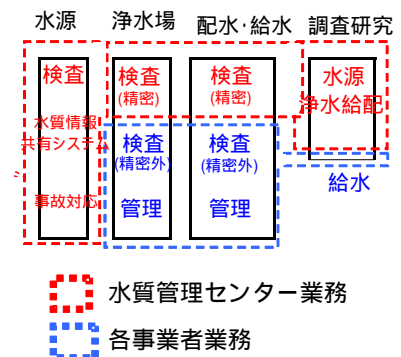 水源 浄水場 配水･給水 調査研究
検査 検査 検査 水源
(精密) (精密) 浄水給配
水質情報
共有システム
検査 検査
(精密外) (精密外)
給水
事故対応 管理 管理
水質管理センター業務
各事業者業務